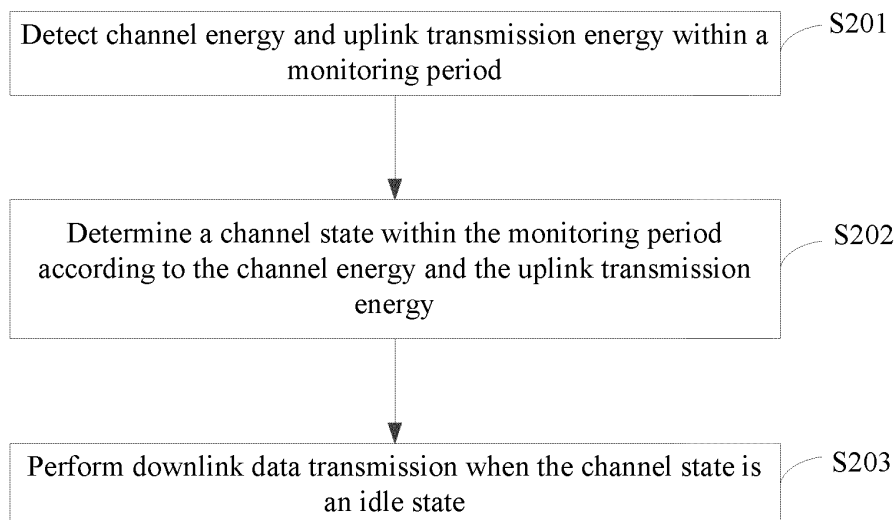 Detect channel energy and uplink transmission energy within a
monitoring period
S201
Determine a channel state within the monitoring period
according to the channel energy and the uplink transmission
energy
S202
Perform downlink data transmission when the channel state is
an idle state
S203